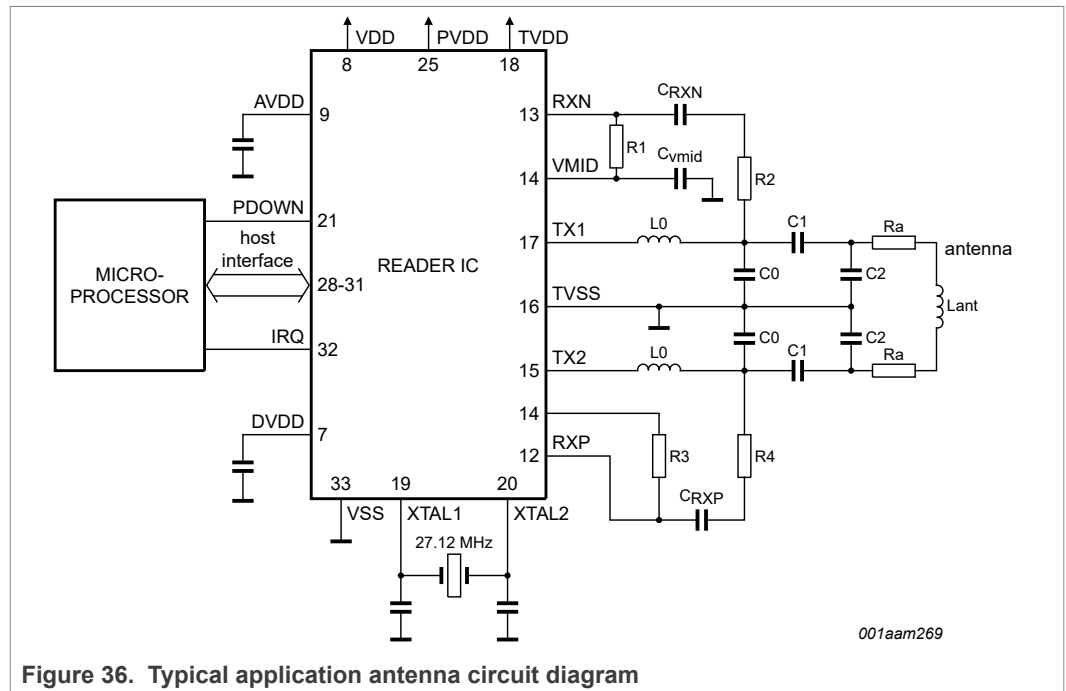 VDD PVDD TVDD
8 25 18
AVDD 9
13 RXN CRXN
R1
14 VMID Cvmid
R2
PDOWN 21
host interface
MICRO-
PROCESSOR
28-31
READER IC
IRQ 32
17 TX1 L0 C1 Ra
antenna
C0 C2
16 TVSS
Lant
C0 C2
15 TX2 L0 C1 Ra
14
DVDD 7
12 RXP
R3 R4
CRXP
33 19 20
VSS XTAL1 XTAL2
27.12 MHz
001aam269
Figure 36. Typical application antenna circuit diagram